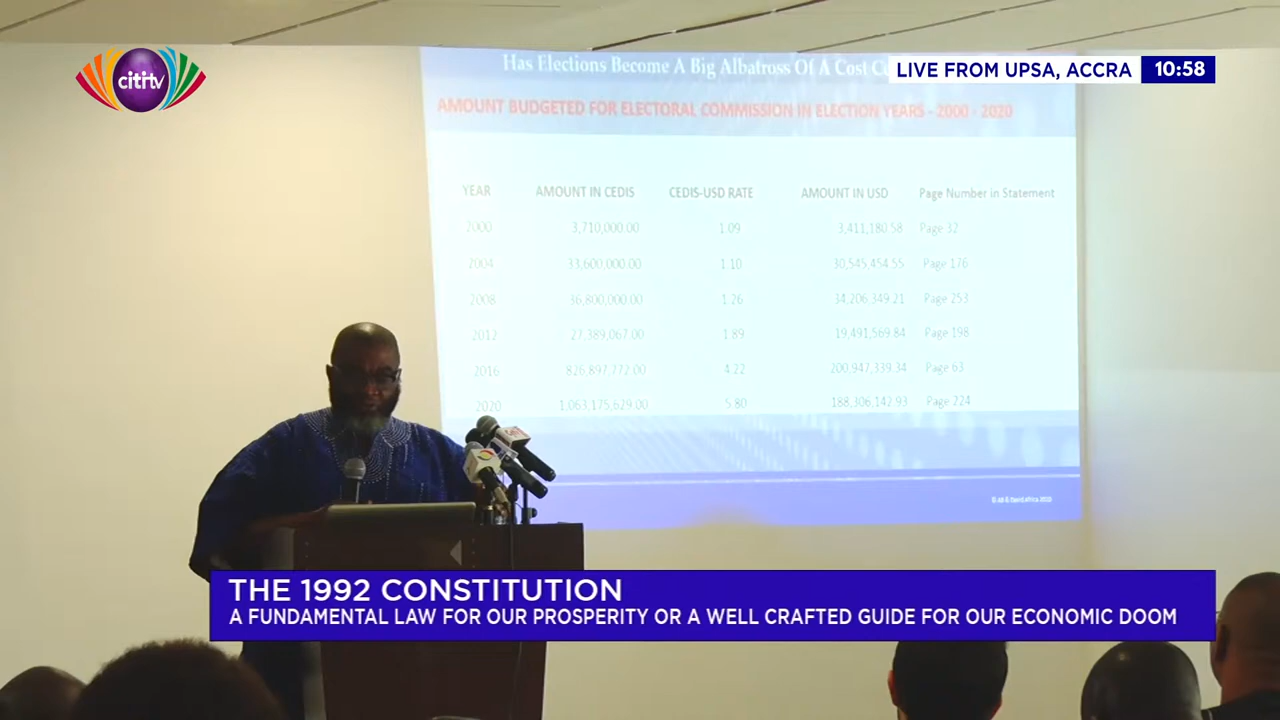 citi tv
LIVE FROM UPSA, ACCRA 10:58
Has Elections Become A Big Albatross Of A Cost
AMOUNT BUDGETED FOR ELECTORAL COMMISSION IN ELECTION YEARS - 2000 - 2020
YEAR AMOUNT IN CEDIS CEDIS-USD RATE AMOUNT IN USD Page Number in Statement
2000 3,710,000.00 1.09 3,411,180.58 Page 32
2004 33,600,000.00 1.10 30,545,454.55 Page 176
2008 36,800,000.00 1.26 34,206,349.21 Page 253
2012 27,389,067.00 1.89 19,491,569.84 Page 198
2016 826,897,772.00 4.22 200,947,339.34 Page 63
2020 1,063,175,629.00 5.80 188,306,142.93 Page 224
THE 1992 CONSTITUTION
A FUNDAMENTAL LAW FOR OUR PROSPERITY OR A WELL CRAFTED GUIDE FOR OUR ECONOMIC DOOM